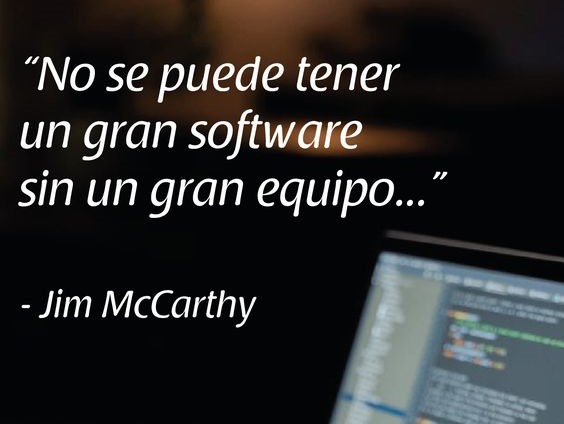 “No se puede tener
un gran software
sin un gran equipo...”
- Jim McCarthy